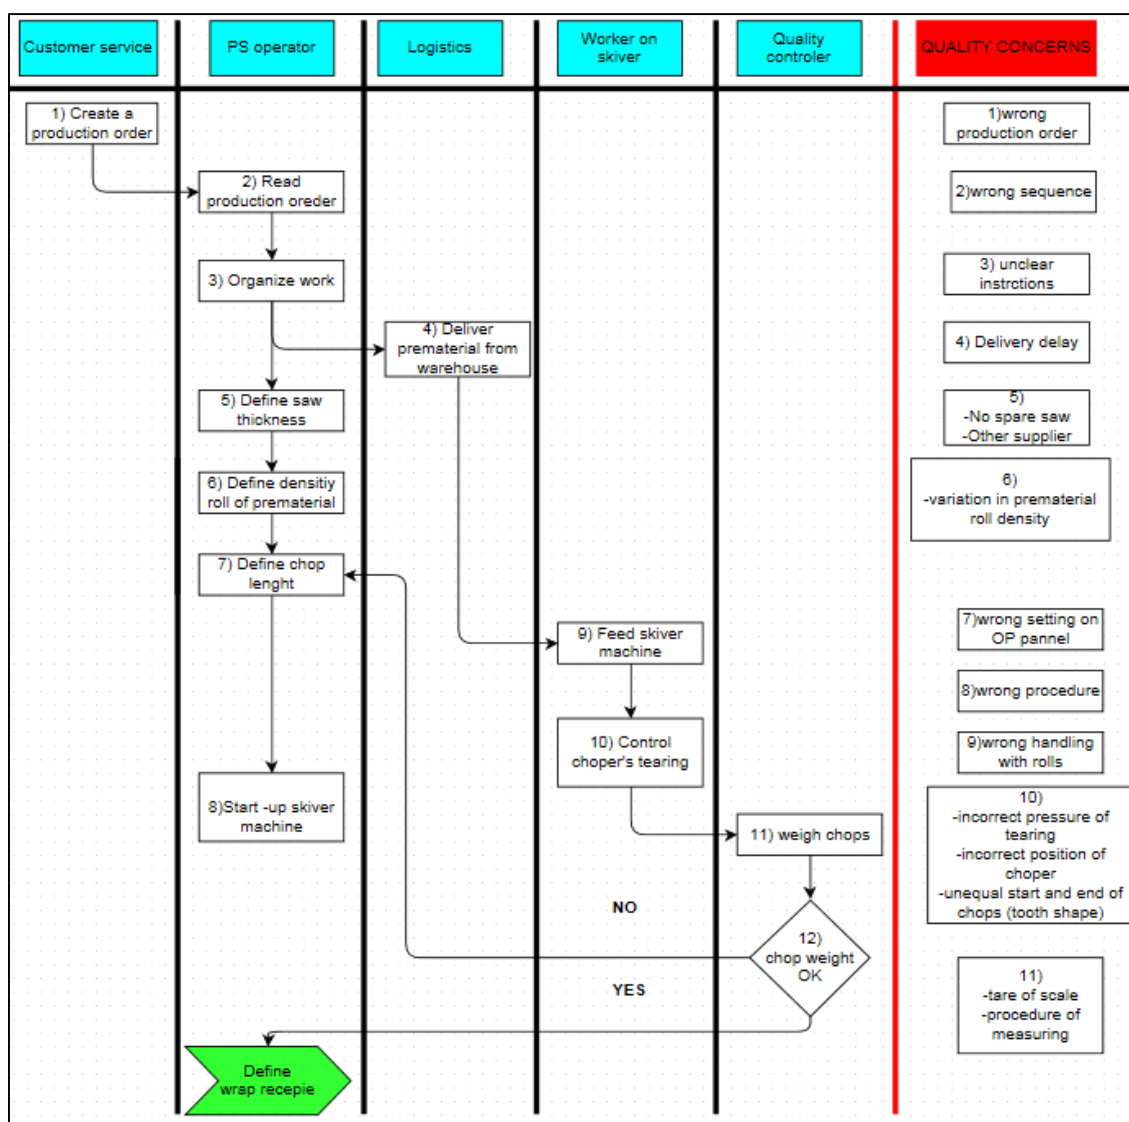 Customer service
PS operator
Logistics
Worker on
skiver
Quality
controler
QUALITY CONCERNS
1) Create a
production order
1)wrong
production order
2) Read
production oreder
2)wrong sequence
3) Organize work
3) unclear
instrctions
4) Deliver
prematerial from
warehouse
4) Delivery delay
5) Define saw
thickness
5)
-No spare saw
-Other supplier
6) Define densitiy
roll of prematerial
6)
-variation in prematerial
roll density
7) Define chop
lenght
7)wrong setting on
OP pannel
9) Feed skiver
machine
8)wrong procedure
10) Control
choper's tearing
9)wrong handling
with rolls
8)Start -up skiver
machine
11) weigh chops
10)
-incorrect pressure of
tearing
-incorrect position of
choper
-unequal start and end of
chops (tooth shape)
NO
12)
chop weight
OK
YES
11)
-tare of scale
-procedure of
measuring
Define
wrap recepie